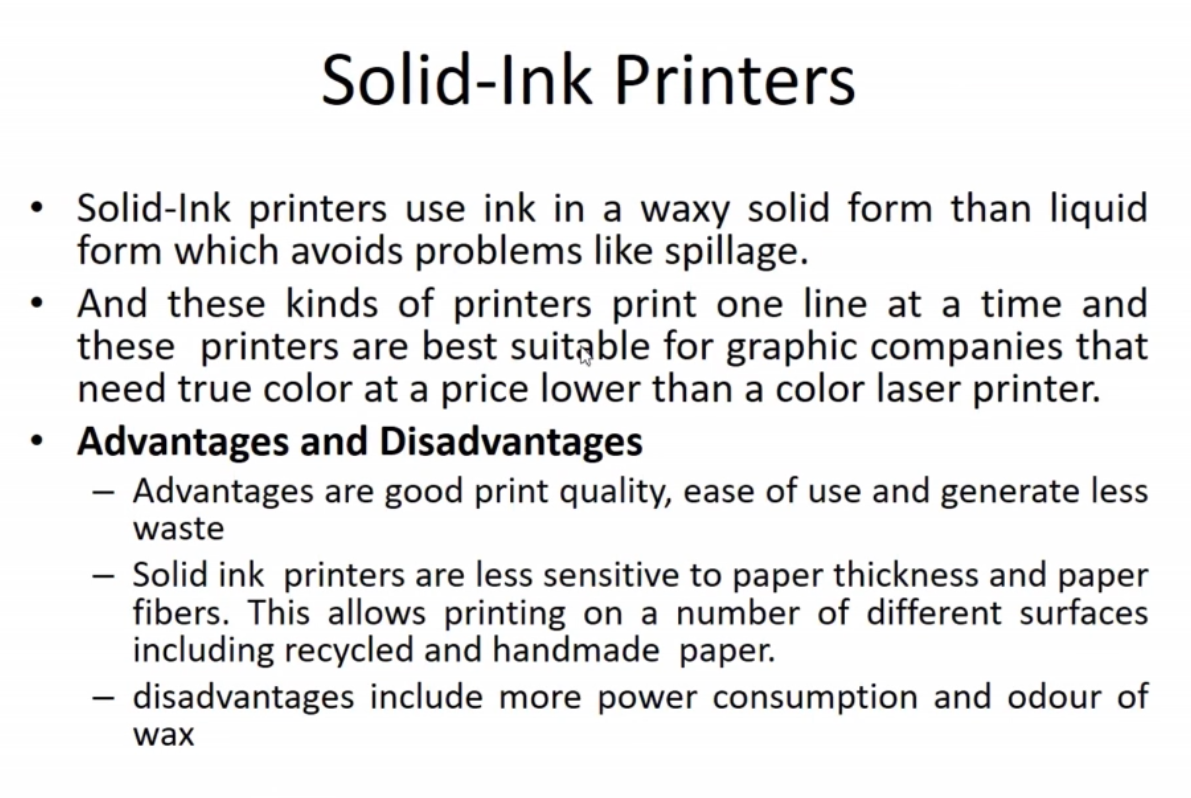 Solid-Ink Printers
• Solid-Ink printers use ink in a waxy solid form than liquid
form which avoids problems like spillage.
• And these kinds of printers print one line at a time and
these printers are best suitable for graphic companies that
need true color at a price lower than a color laser printer.
• Advantages and Disadvantages
– Advantages are good print quality, ease of use and generate less
waste
– Solid ink printers are less sensitive to paper thickness and paper
fibers. This allows printing on a number of different surfaces
including recycled and handmade paper.
– disadvantages include more power consumption and odour of
wax